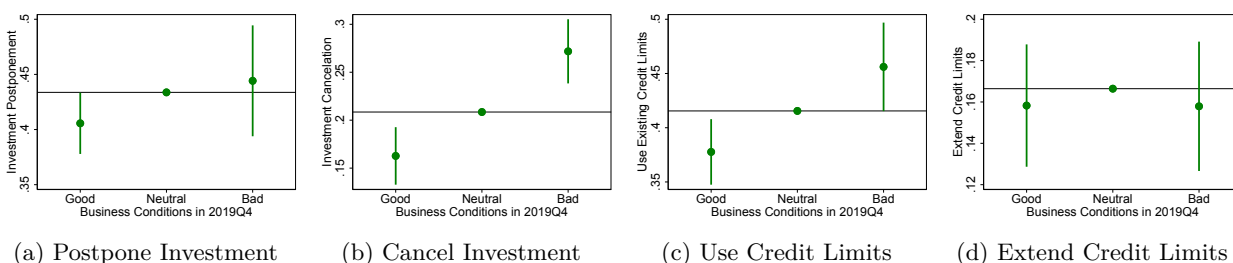 Investment Postponement
.5
.45
.4
.35
Good Neutral Bad
Business Conditions in 2019Q4
(a) Postpone Investment
Investment Cancelation
.3
.25
.2
.15
Good Neutral Bad
Business Conditions in 2019Q4
(b) Cancel Investment
Use Existing Credit Limits
.5
.45
.4
.35
Good Neutral Bad
Business Conditions in 2019Q4
(c) Use Credit Limits
Extend Credit Limits
.2
.18
.16
.14
.12
Good Neutral Bad
Business Conditions in 2019Q4
(d) Extend Credit Limits